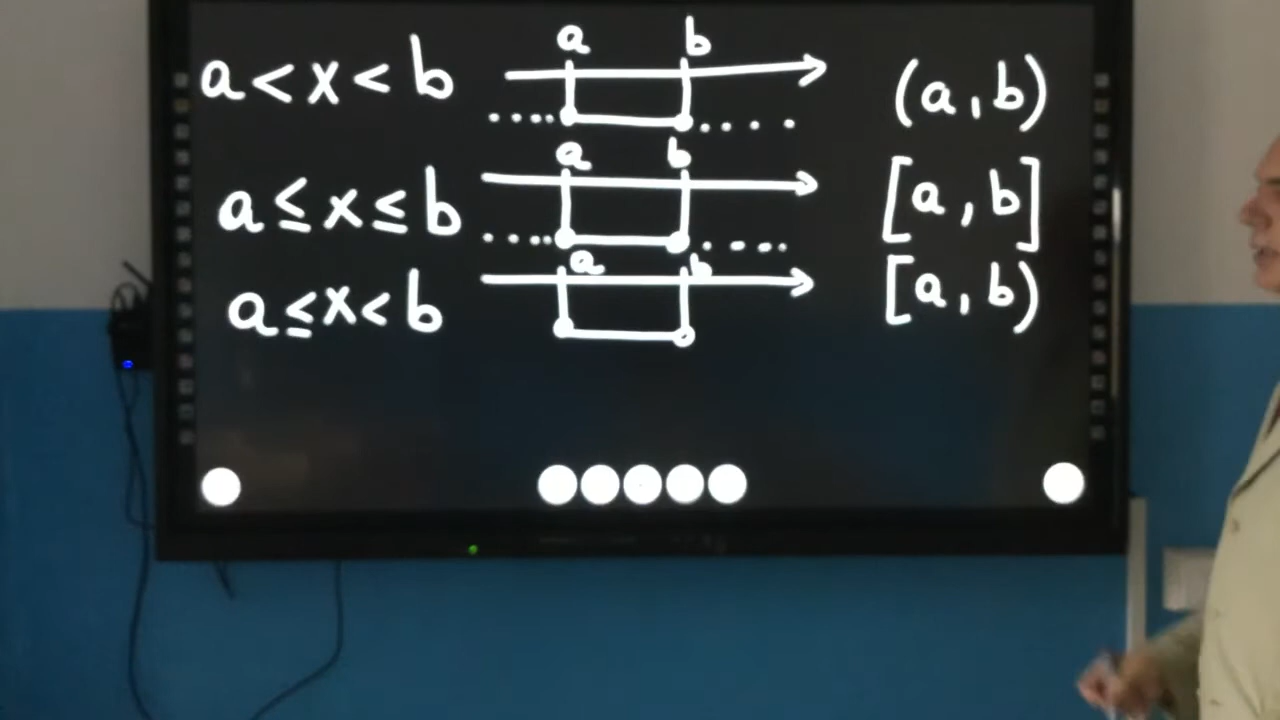 a < x < b a b (a, b)
a ≤ x ≤ b a b [a, b]
a ≤ x < b a b [a, b)